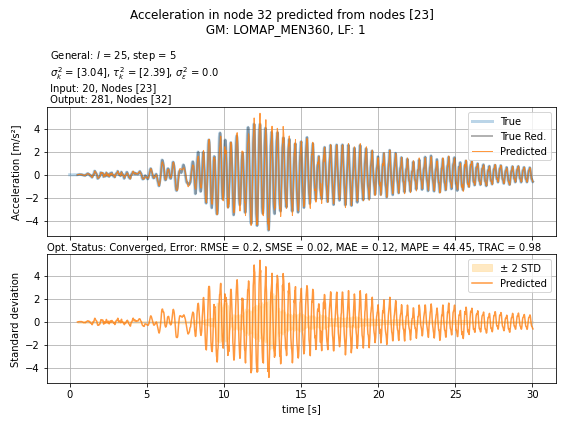 Acceleration in node 32 predicted from nodes [23]
GM: LOMAP_MEN360, LF: 1
General: l = 25, step = 5
σ²ₖ = [3.04], τ²ₖ = [2.39], σ²ε = 0.0
Input: 20, Nodes [23]
Output: 281, Nodes [32]
Acceleration [m/s²]
4
2
0
−2
−4
True
True Red.
Predicted
Opt. Status: Converged, Error: RMSE = 0.2, SMSE = 0.02, MAE = 0.12, MAPE = 44.45, TRAC = 0.98
Standard deviation
4
2
0
−2
−4
± 2 STD
Predicted
0 5 10 15 20 25 30
time [s]